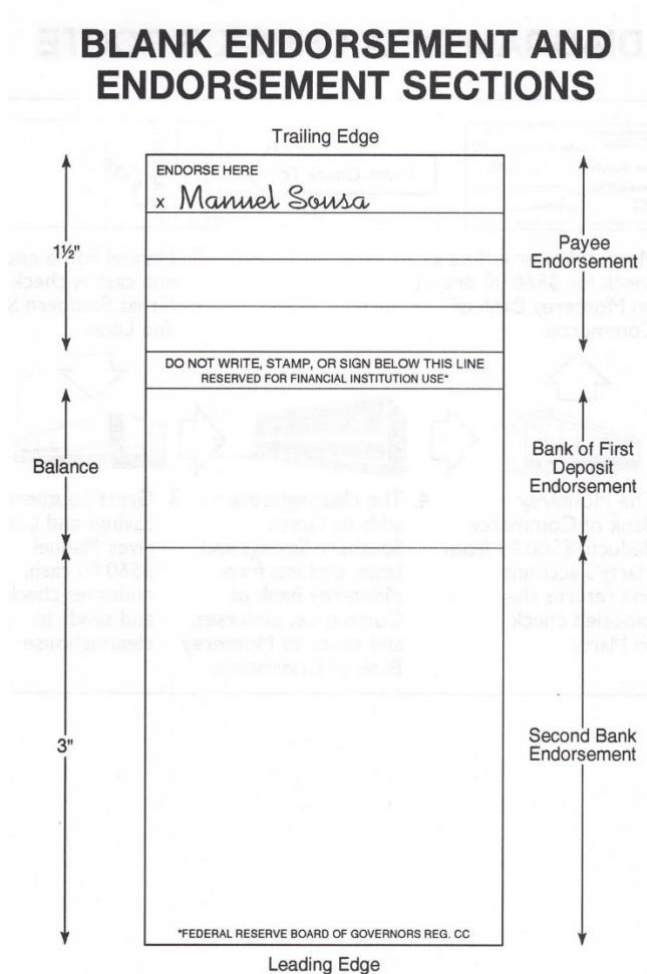 BLANK ENDORSEMENT AND
ENDORSEMENT SECTIONS
Trailing Edge
ENDORSE HERE
x Manuel Sousa
1½"
Payee
Endorsement
DO NOT WRITE, STAMP, OR SIGN BELOW THIS LINE
RESERVED FOR FINANCIAL INSTITUTION USE*
Balance
Bank of First
Deposit
Endorsement
3"
Second Bank
Endorsement
*FEDERAL RESERVE BOARD OF GOVERNORS REG. CC
Leading Edge